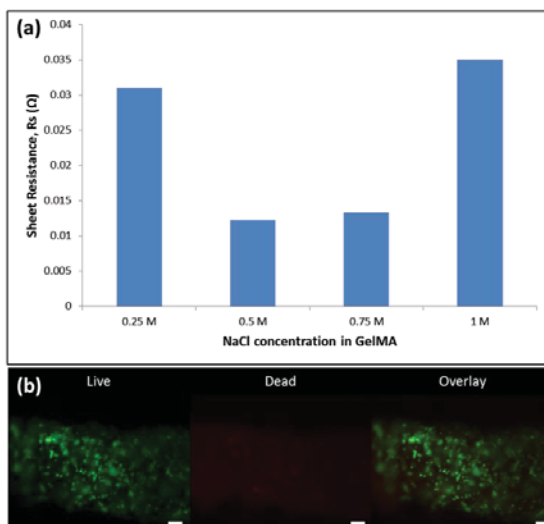 (a)
0.04
0.035
0.03
0.025
0.02
0.015
0.01
0.005
0
Sheet Resistance, Rs (Ω)
0.25 M 0.5 M 0.75 M 1 M
NaCl concentration in GelMA
(b)
Live Dead Overlay